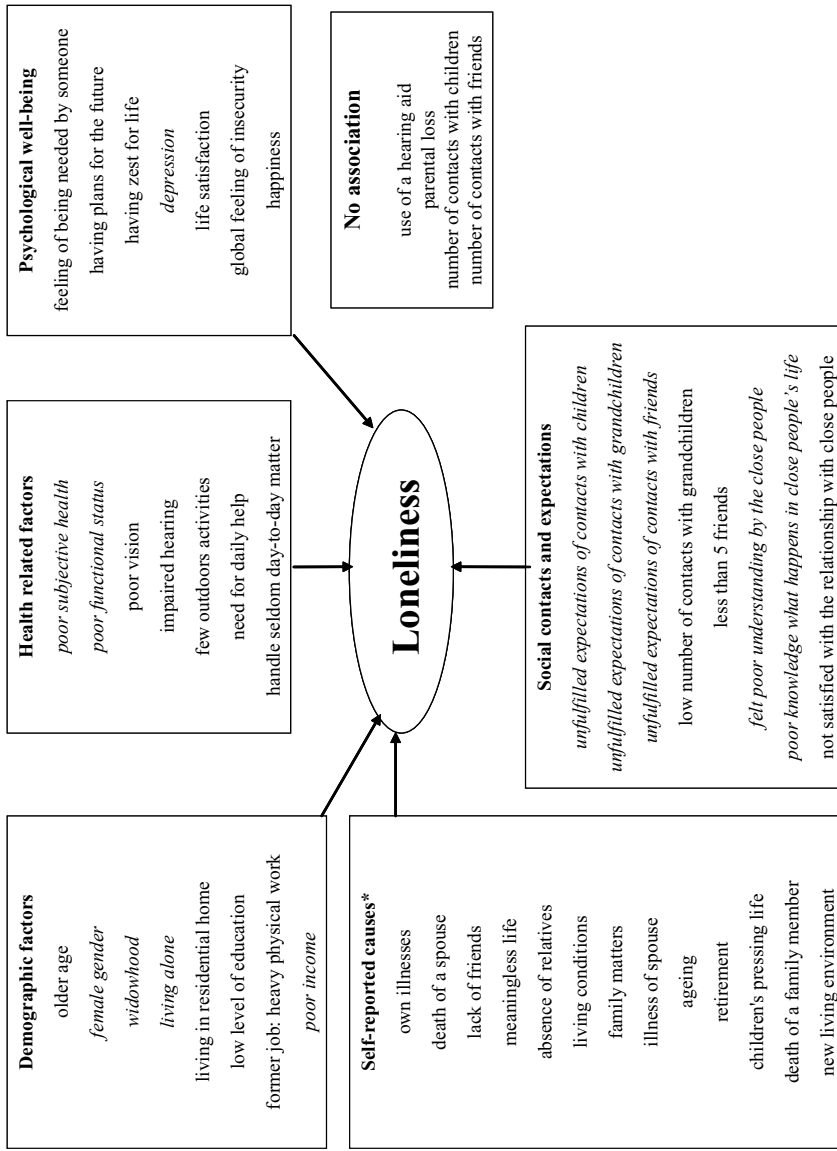 Demographic factors
older age
female gender
widowhood
living alone
living in residential home
low level of education
former job: heavy physical work
poor income
Health related factors
poor subjective health
poor functional status
poor vision
impaired hearing
few outdoors activities
need for daily help
handle seldom day-to-day matter
Psychological well-being
feeling of being needed by someone
having plans for the future
having zest for life
depression
life satisfaction
global feeling of insecurity
happiness
Loneliness
Self-reported causes*
own illnesses
death of a spouse
lack of friends
meaningless life
absence of relatives
living conditions
family matters
illness of spouse
ageing
retirement
children's pressing life
death of a family member
new living environment
Social contacts and expectations
unfulfilled expectations of contacts with children
unfulfilled expectations of contacts with grandchildren
unfulfilled expectations of contacts with friends
low number of contacts with grandchildren
less than 5 friends
felt poor understanding by the close people
poor knowledge what happens in close people's life
not satisfied with the relationship with close people
No association
use of a hearing aid
parental loss
number of contacts with children
number of contacts with friends